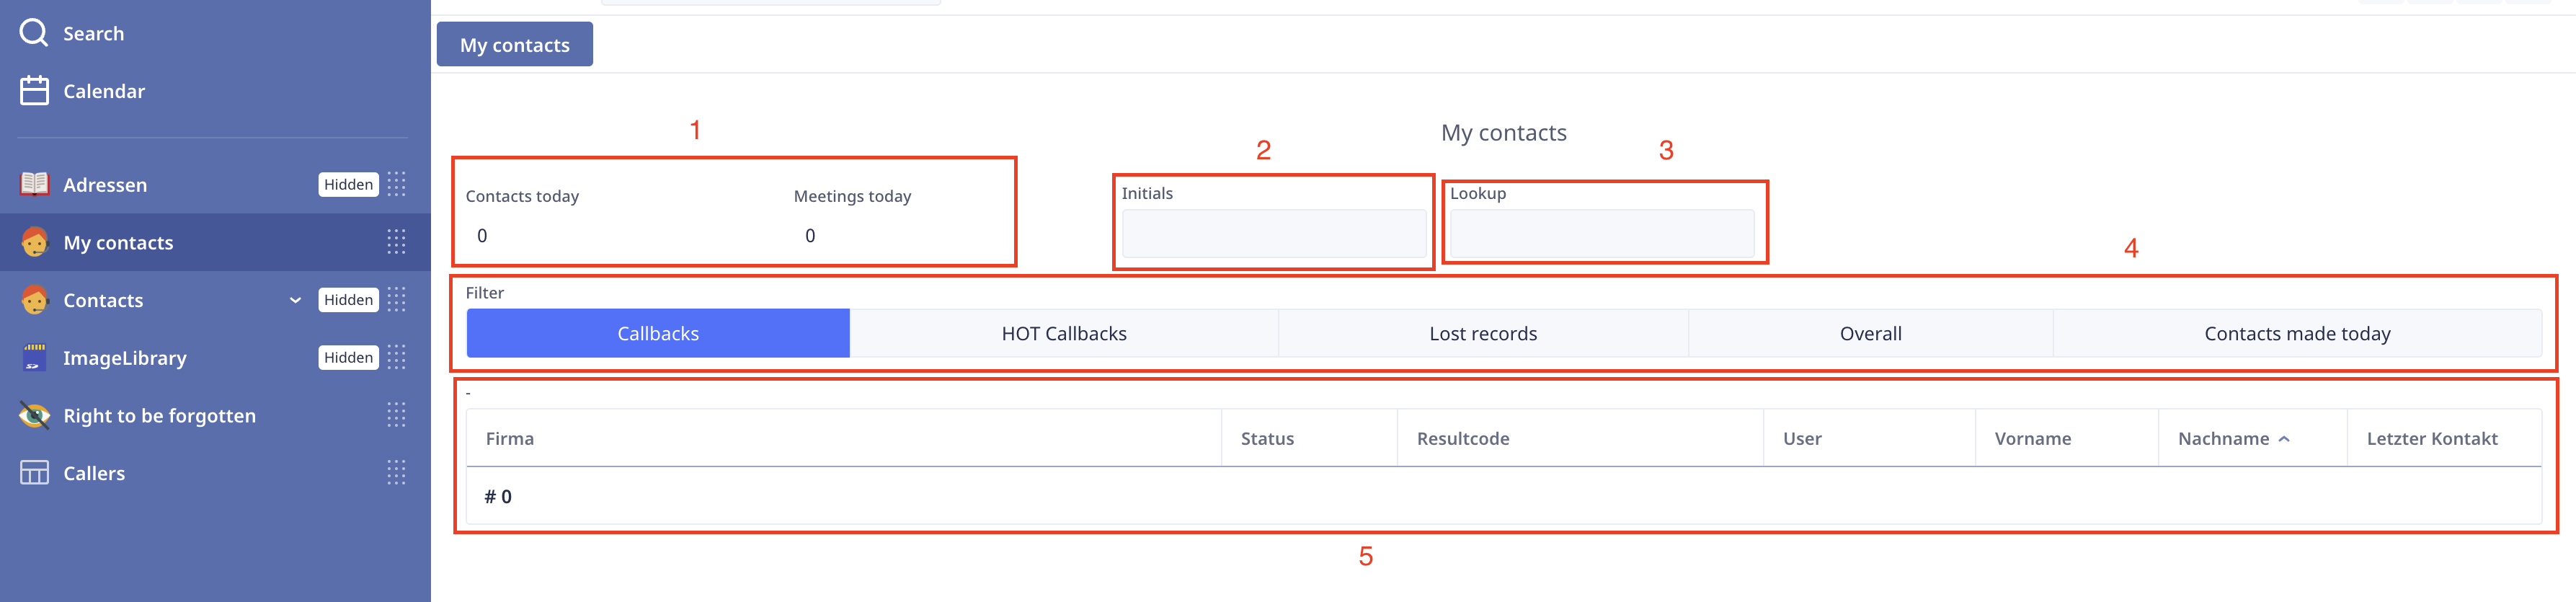 Search
Calendar
Adressen Hidden
My contacts
Contacts Hidden
ImageLibrary Hidden
Right to be forgotten
Callers
My contacts
My contacts
1
2
3
Contacts today Meetings today
0 0
Initials
Lookup
4
Filter
Callbacks HOT Callbacks Lost records Overall Contacts made today
-
Firma Status Resultcode User Vorname Nachname Letzter Kontakt
# 0
5